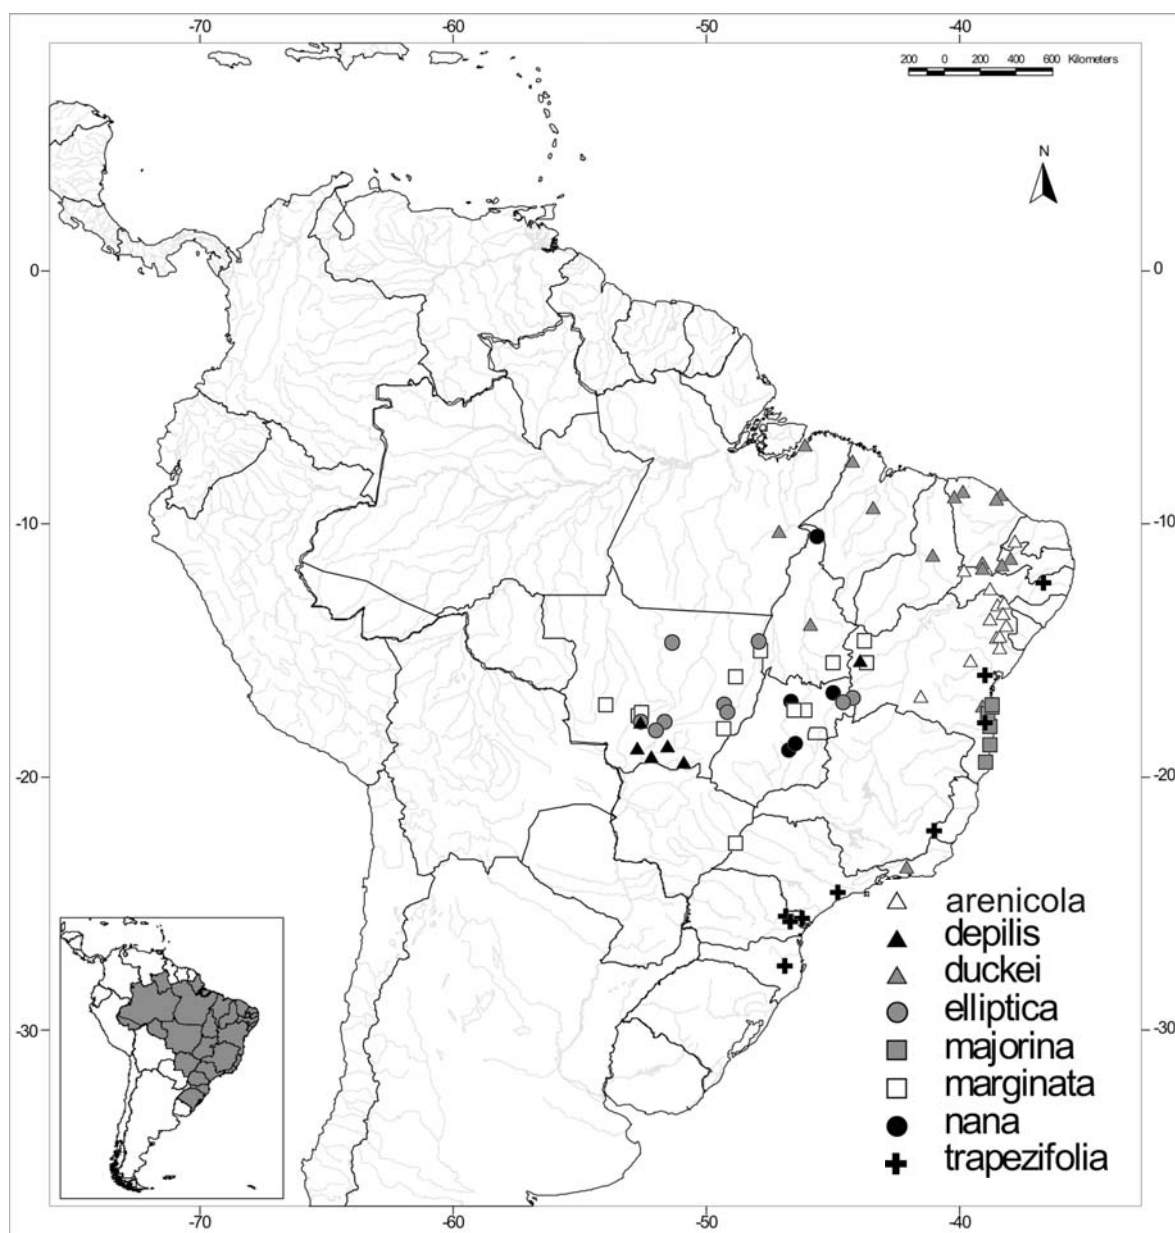 -70 -60 -50 -40
200 0 200 400 600 Kilometers
N
0 0
-10 -10
-20 -20
-30 -30
arenicola
depilis
duckei
elliptica
majorina
marginata
nana
trapezifolia
-70 -60 -50 -40